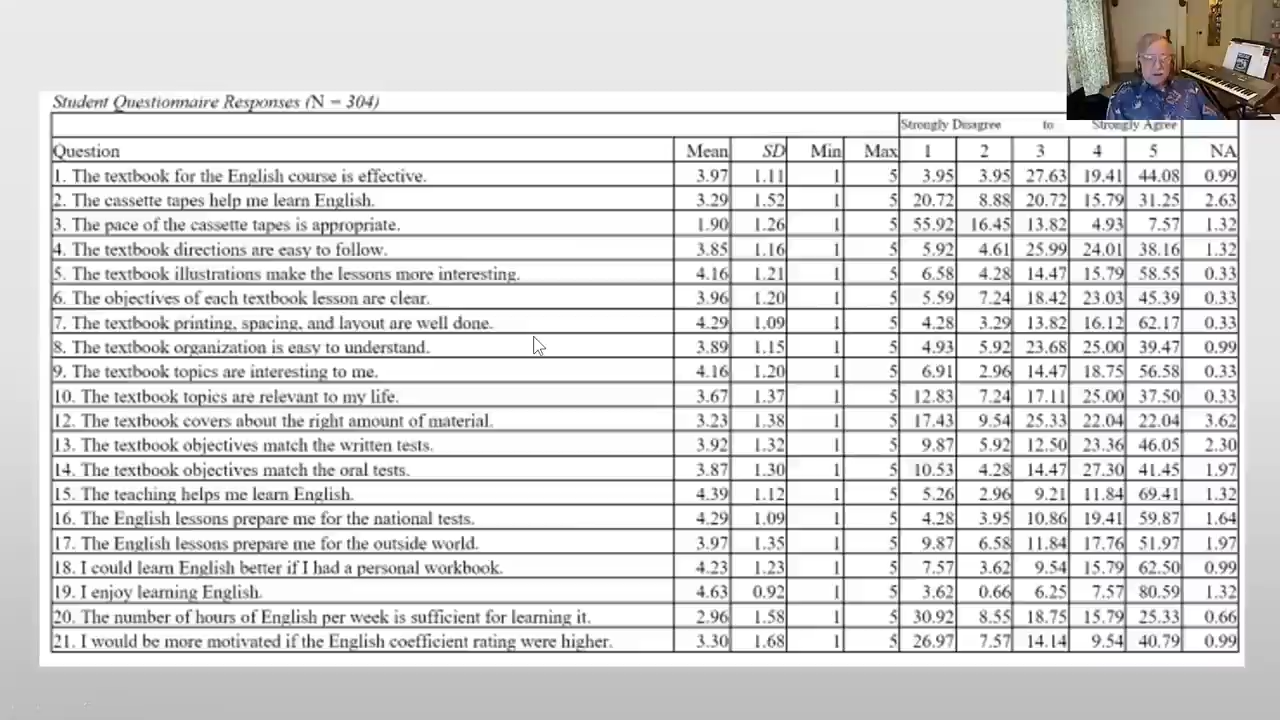 Student Questionnaire Responses (N = 304)
Strongly Disagree to Strongly Agree
Question Mean SD Min Max 1 2 3 4 5 NA
1. The textbook for the English course is effective. 3.97 1.11 1 5 3.95 3.95 27.63 19.41 44.08 0.99
2. The cassette tapes help me learn English. 3.29 1.52 1 5 20.72 8.88 20.72 15.79 31.25 2.63
3. The pace of the cassette tapes is appropriate. 1.90 1.26 1 5 55.92 16.45 13.82 4.93 7.57 1.32
4. The textbook directions are easy to follow. 3.85 1.16 1 5 5.92 4.61 25.99 24.01 38.16 1.32
5. The textbook illustrations make the lessons more interesting. 4.16 1.21 1 5 6.58 4.28 14.47 15.79 58.55 0.33
6. The objectives of each textbook lesson are clear. 3.96 1.20 1 5 5.59 7.24 18.42 23.03 45.39 0.33
7. The textbook printing, spacing, and layout are well done. 4.29 1.09 1 5 4.28 3.29 13.82 16.12 62.17 0.33
8. The textbook organization is easy to understand. 3.89 1.15 1 5 4.93 5.92 23.68 25.00 39.47 0.99
9. The textbook topics are interesting to me. 4.16 1.20 1 5 6.91 2.96 14.47 18.75 56.58 0.33
10. The textbook topics are relevant to my life. 3.67 1.37 1 5 12.83 7.24 17.11 25.00 37.50 0.33
12. The textbook covers about the right amount of material. 3.23 1.38 1 5 17.43 9.54 25.33 22.04 22.04 3.62
13. The textbook objectives match the written tests. 3.92 1.32 1 5 9.87 5.92 12.50 23.36 46.05 2.30
14. The textbook objectives match the oral tests. 3.87 1.30 1 5 10.53 4.28 14.47 27.30 41.45 1.97
15. The teaching helps me learn English. 4.39 1.12 1 5 5.26 2.96 9.21 11.84 69.41 1.32
16. The English lessons prepare me for the national tests. 4.29 1.09 1 5 4.28 3.95 10.86 19.41 59.87 1.64
17. The English lessons prepare me for the outside world. 3.97 1.35 1 5 9.87 6.58 11.84 17.76 51.97 1.97
18. I could learn English better if I had a personal workbook. 4.23 1.23 1 5 7.57 3.62 9.54 15.79 62.50 0.99
19. I enjoy learning English. 4.63 0.92 1 5 3.62 0.66 6.25 7.57 80.59 1.32
20. The number of hours of English per week is sufficient for learning it. 2.96 1.58 1 5 30.92 8.55 18.75 15.79 25.33 0.66
21. I would be more motivated if the English coefficient rating were higher. 3.30 1.68 1 5 26.97 7.57 14.14 9.54 40.79 0.99